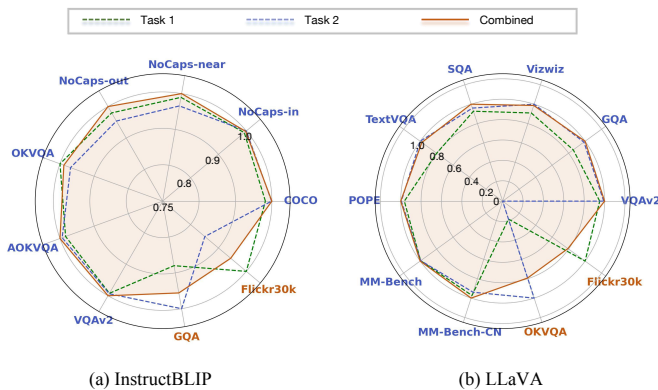 Task 1 Task 2 Combined
NoCaps-near
NoCaps-out
NoCaps-in
OKVQA
1.0
0.9
0.8
0.75
COCO
AOKVQA
Flickr30k
VQAv2
GQA
(a) InstructBLIP
SQA Vizwiz
TextVQA
GQA
1.0
0.8
0.6
0.4
0.2
0
POPE
VQAv2
MM-Bench
Flickr30k
MM-Bench-CN
OKVQA
(b) LLaVA